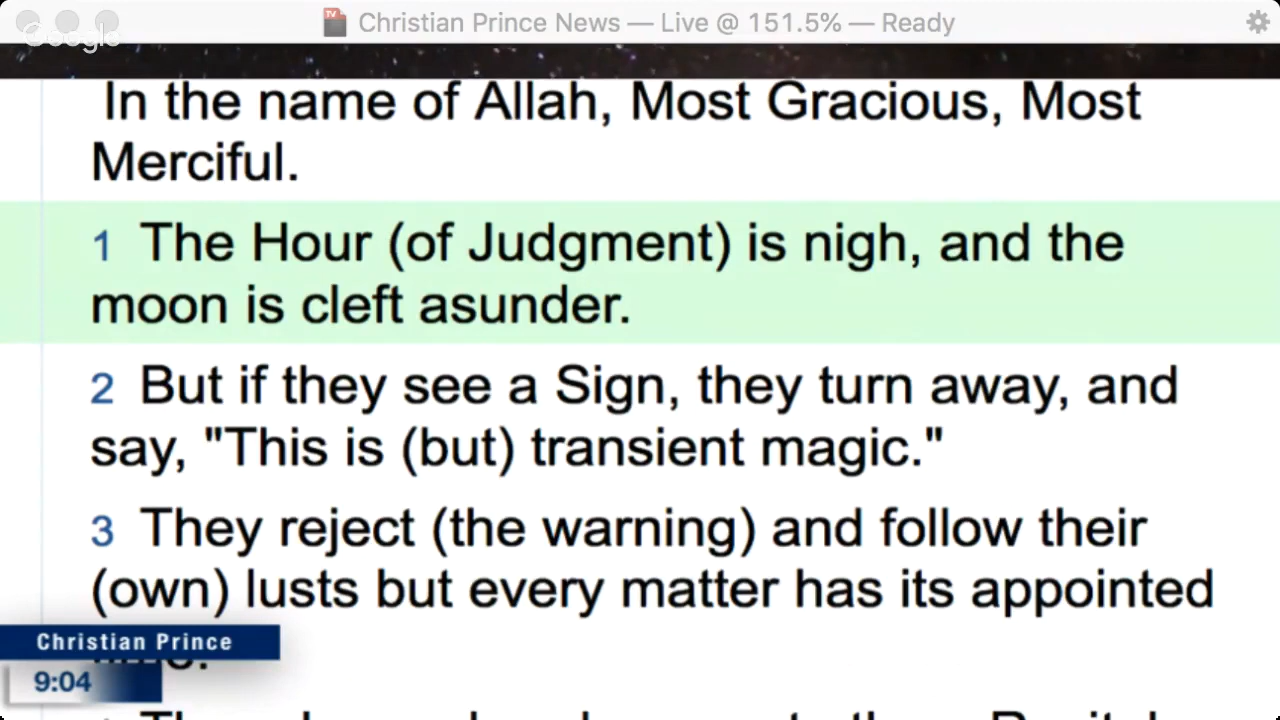 Christian Prince News — Live @ 151.5% — Ready
Google
In the name of Allah, Most Gracious, Most
Merciful.
1 The Hour (of Judgment) is nigh, and the
moon is cleft asunder.
2 But if they see a Sign, they turn away, and
say, "This is (but) transient magic."
3 They reject (the warning) and follow their
(own) lusts but every matter has its appointed
Christian Prince
9:04